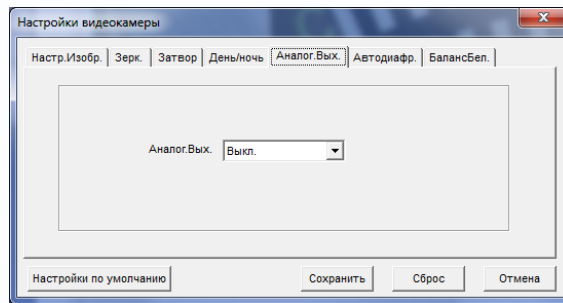 Настройки видеокамеры
Настр.Изобр. Зерк. Затвор День/ночь Аналог.Вых. Автодиафр. БалансБел.
Аналог.Вых. Выкл.
Настройки по умолчанию Сохранить Сброс Отмена